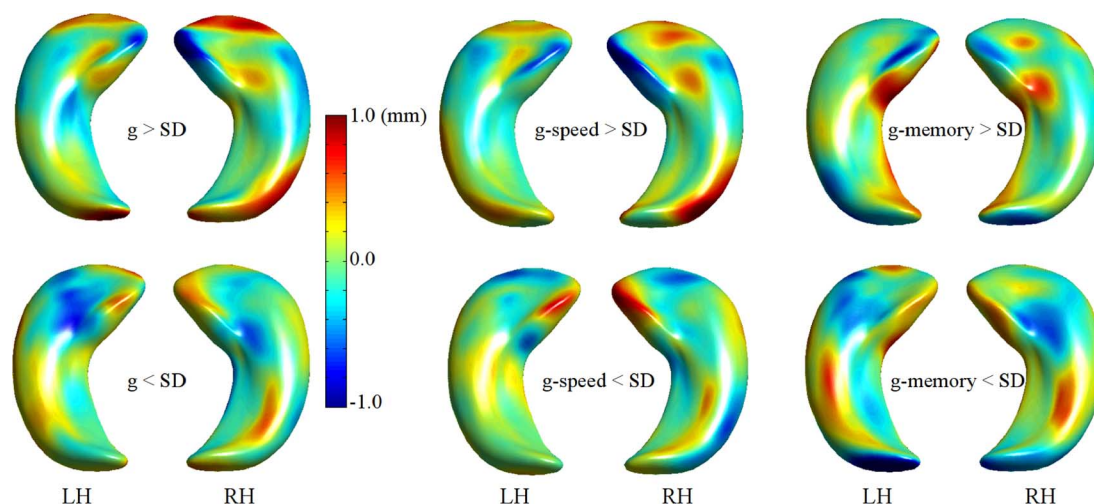 1.0 (mm)
g > SD
g-speed > SD
g-memory > SD
0.0
g < SD
g-speed < SD
g-memory < SD
-1.0
LH RH LH RH LH RH